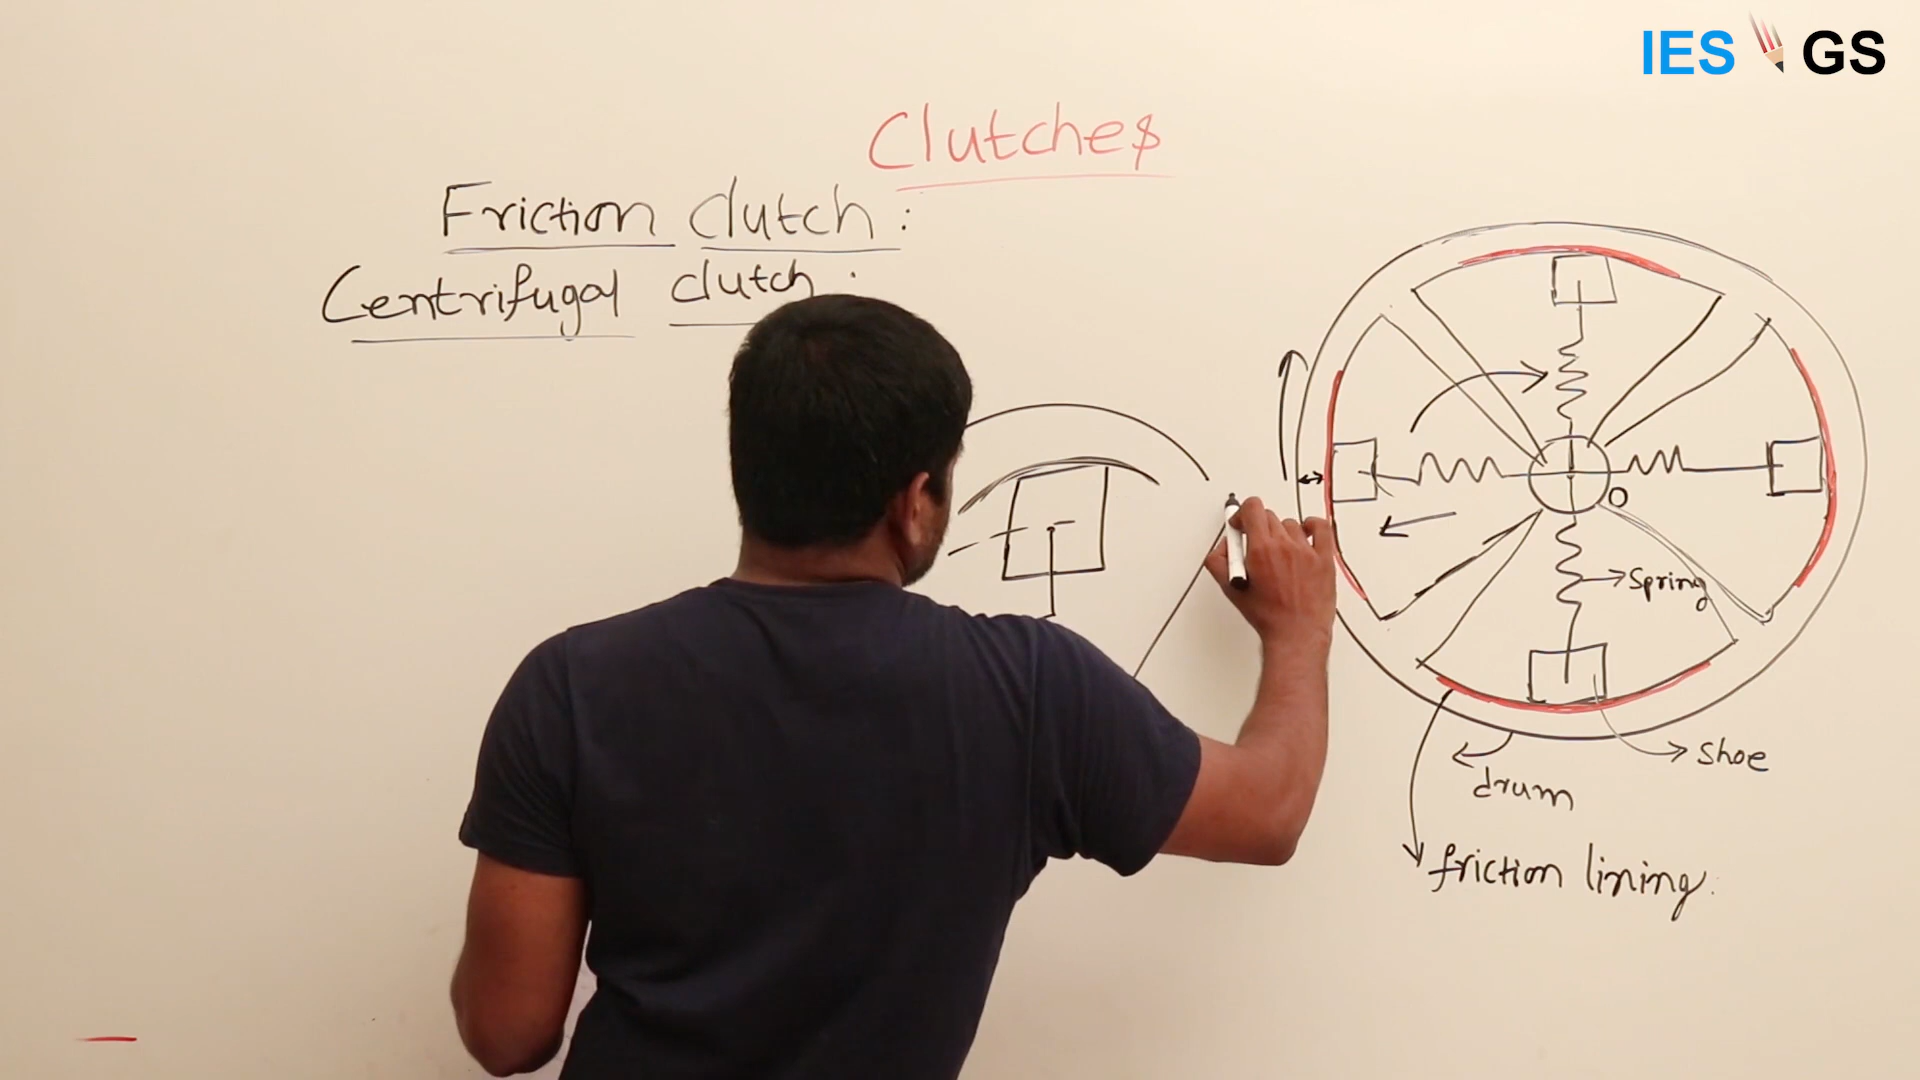 IES GS
Clutches
Friction clutch :
Centrifugal clutch :
O
Spring
Shoe
drum
friction lining.